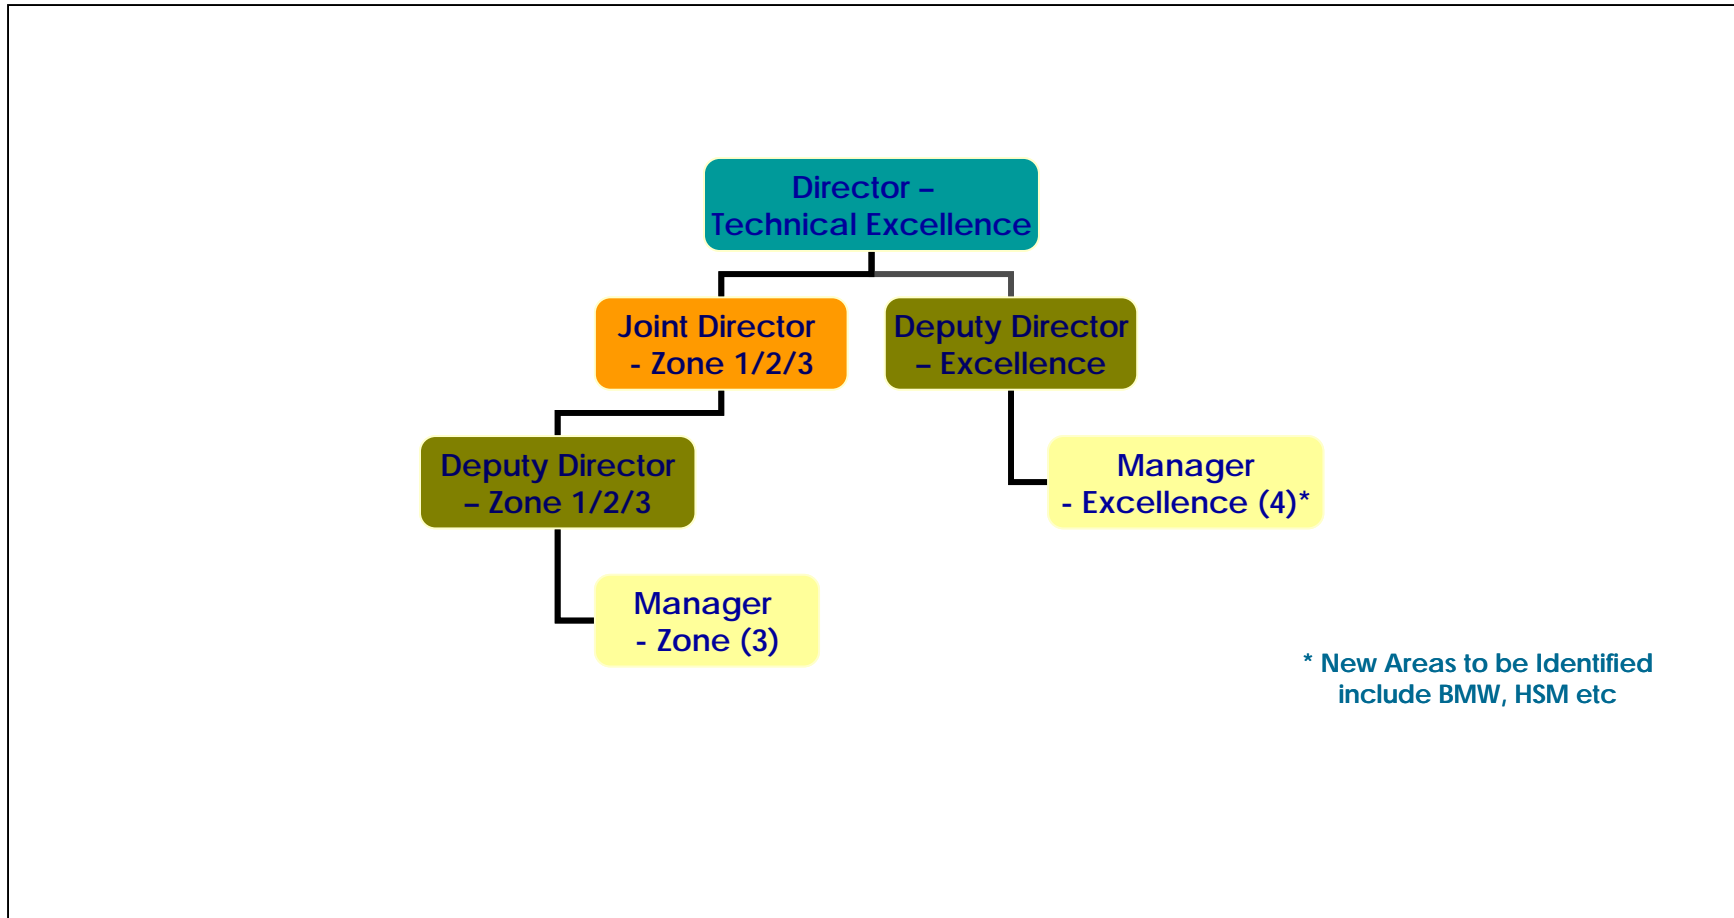 Director –
Technical Excellence
Joint Director
- Zone 1/2/3
Deputy Director
– Excellence
Deputy Director
– Zone 1/2/3
Manager
- Excellence (4)*
Manager
- Zone (3)
* New Areas to be Identified
include BMW, HSM etc